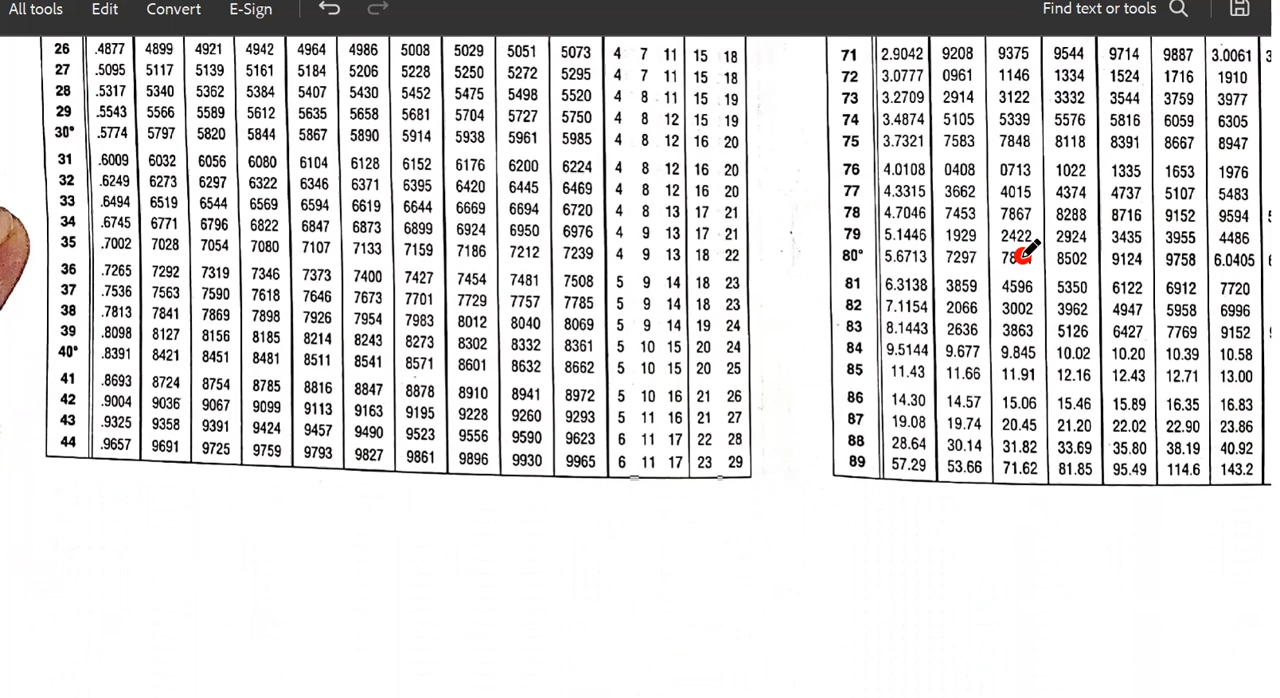 All tools Edit Convert E-Sign Find text or tools
26 .4877 4899 4921 4942 4964 4986 5008 5029 5051 5073 4 7 11 15 18
27 .5095 5117 5139 5161 5184 5206 5228 5250 5272 5295 4 7 11 15 18
28 .5317 5340 5362 5384 5407 5430 5452 5475 5498 5520 4 8 11 15 19
29 .5543 5566 5589 5612 5635 5658 5681 5704 5727 5750 4 8 12 15 19
30° .5774 5797 5820 5844 5867 5890 5914 5938 5961 5985 4 8 12 16 20
31 .6009 6032 6056 6080 6104 6128 6152 6176 6200 6224 4 8 12 16 20
32 .6249 6273 6297 6322 6346 6371 6395 6420 6445 6469 4 8 12 16 20
33 .6494 6519 6544 6569 6594 6619 6644 6669 6694 6720 4 8 13 17 21
34 .6745 6771 6796 6822 6847 6873 6899 6924 6950 6976 4 9 13 17 21
35 .7002 7028 7054 7080 7107 7133 7159 7186 7212 7239 4 9 13 18 22
36 .7265 7292 7319 7346 7373 7400 7427 7454 7481 7508 5 9 14 18 23
37 .7536 7563 7590 7618 7646 7673 7701 7729 7757 7785 5 9 14 18 23
38 .7813 7841 7869 7898 7926 7954 7983 8012 8040 8069 5 9 14 19 24
39 .8098 8127 8156 8185 8214 8243 8273 8302 8332 8361 5 10 15 20 24
40° .8391 8421 8451 8481 8511 8541 8571 8601 8632 8662 5 10 15 20 25
41 .8693 8724 8754 8785 8816 8847 8878 8910 8941 8972 5 10 16 21 26
42 .9004 9036 9067 9099 9113 9163 9195 9228 9260 9293 5 11 16 21 27
43 .9325 9358 9391 9424 9457 9490 9523 9556 9590 9623 6 11 17 22 28
44 .9657 9691 9725 9759 9793 9827 9861 9896 9930 9965 6 11 17 23 29
71 2.9042 9208 9375 9544 9714 9887 3.0061
72 3.0777 0961 1146 1334 1524 1716 1910
73 3.2709 2914 3122 3332 3544 3759 3977
74 3.4874 5105 5339 5576 5816 6059 6305
75 3.7321 7583 7848 8118 8391 8667 8947
76 4.0108 0408 0713 1022 1335 1653 1976
77 4.3315 3662 4015 4374 4737 5107 5483
78 4.7046 7453 7867 8288 8716 9152 9594
79 5.1446 1929 2422 2924 3435 3955 4486
80° 5.6713 7297 8502 9124 9758 6.0405
81 6.3138 3859 4596 5350 6122 6912 7720
82 7.1154 2066 3002 3962 4947 5958 6996
83 8.1443 2636 3863 5126 6427 7769 9152
84 9.5144 9.677 9.845 10.02 10.20 10.39 10.58
85 11.43 11.66 11.91 12.16 12.43 12.71 13.00
86 14.30 14.57 15.06 15.46 15.89 16.35 16.83
87 19.08 19.74 20.45 21.20 22.02 22.90 23.86
88 28.64 30.14 31.82 33.69 35.80 38.19 40.92
89 57.29 53.66 71.62 81.85 95.49 114.6 143.2